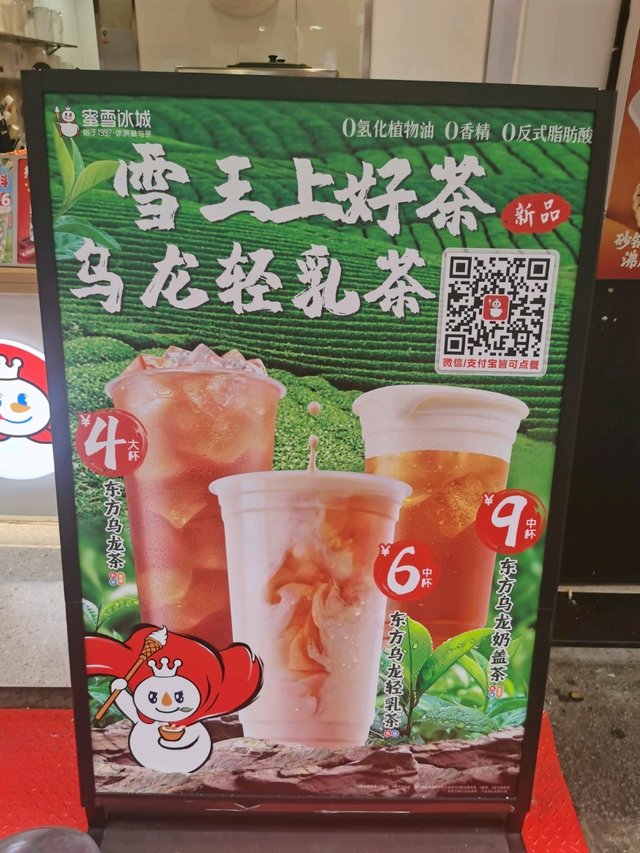 蜜雪冰城
始于1997·冰淇淋与茶
0氢化植物油 0香精 0反式脂肪酸
雪王上好茶
新品
乌龙轻乳茶
微信/支付宝皆可点餐
¥4大杯
东方乌龙茶
¥6中杯
东方乌龙轻乳茶
¥9中杯
东方乌龙奶盖茶